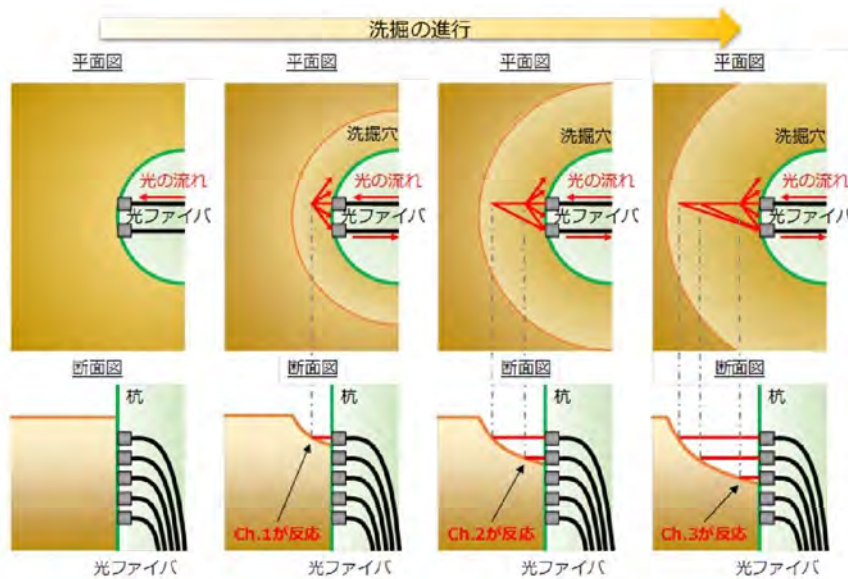 洗掘の進行
平面図
平面図
平面図
平面図
光の流れ
光ファイバ
洗掘穴
光の流れ
光ファイバ
洗掘穴
光の流れ
光ファイバ
洗掘穴
光の流れ
光ファイバ
断面図
断面図
断面図
断面図
杭
杭
杭
杭
Ch.1が反応
Ch.2が反応
Ch.3が反応
光ファイバ
光ファイバ
光ファイバ
光ファイバ